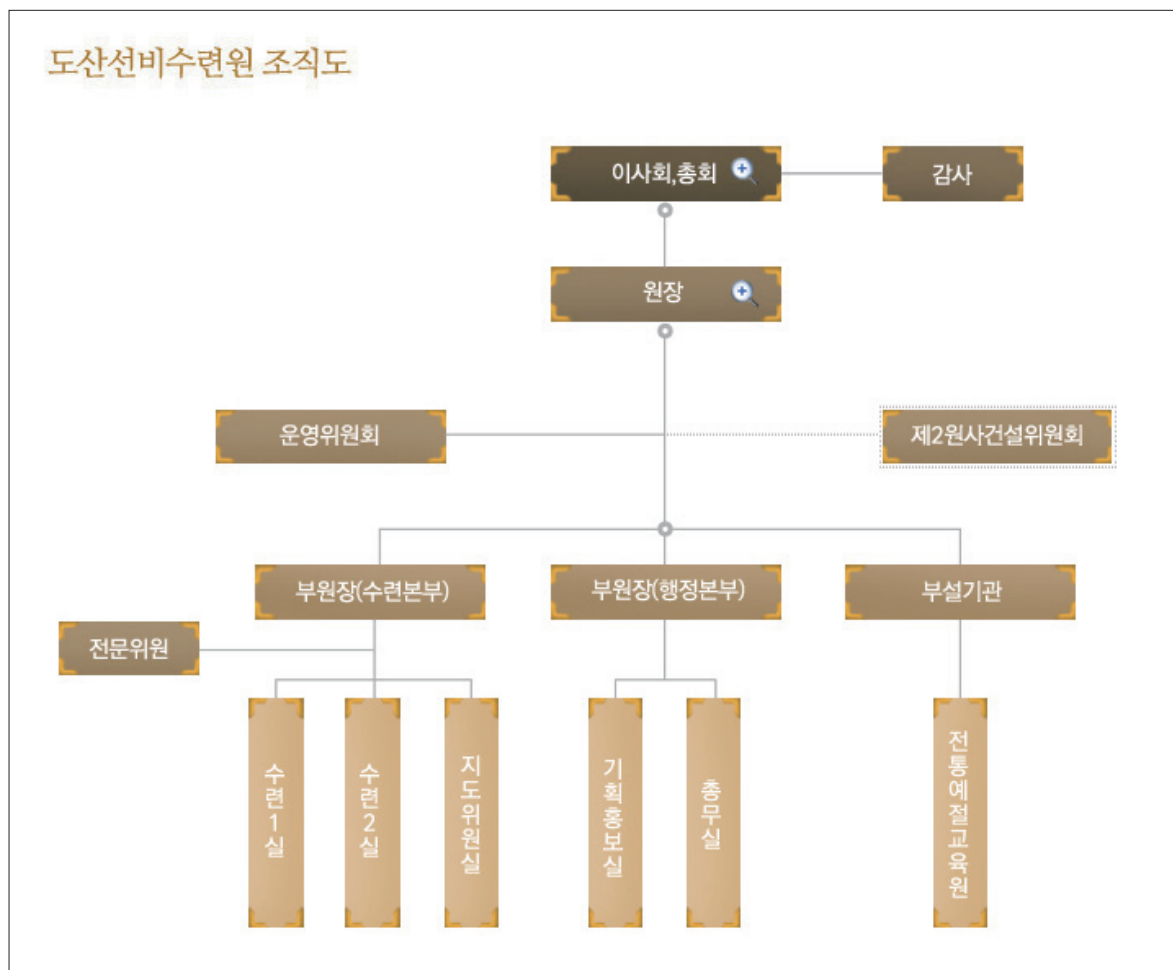 도산선비수련원 조직도
이사회,총회
감사
원장
운영위원회
제2원사건설위원회
부원장(수련본부)
부원장(행정본부)
부설기관
전문위원
수련1실
수련2실
지도위원실
기획홍보실
총무실
전통예절교육원